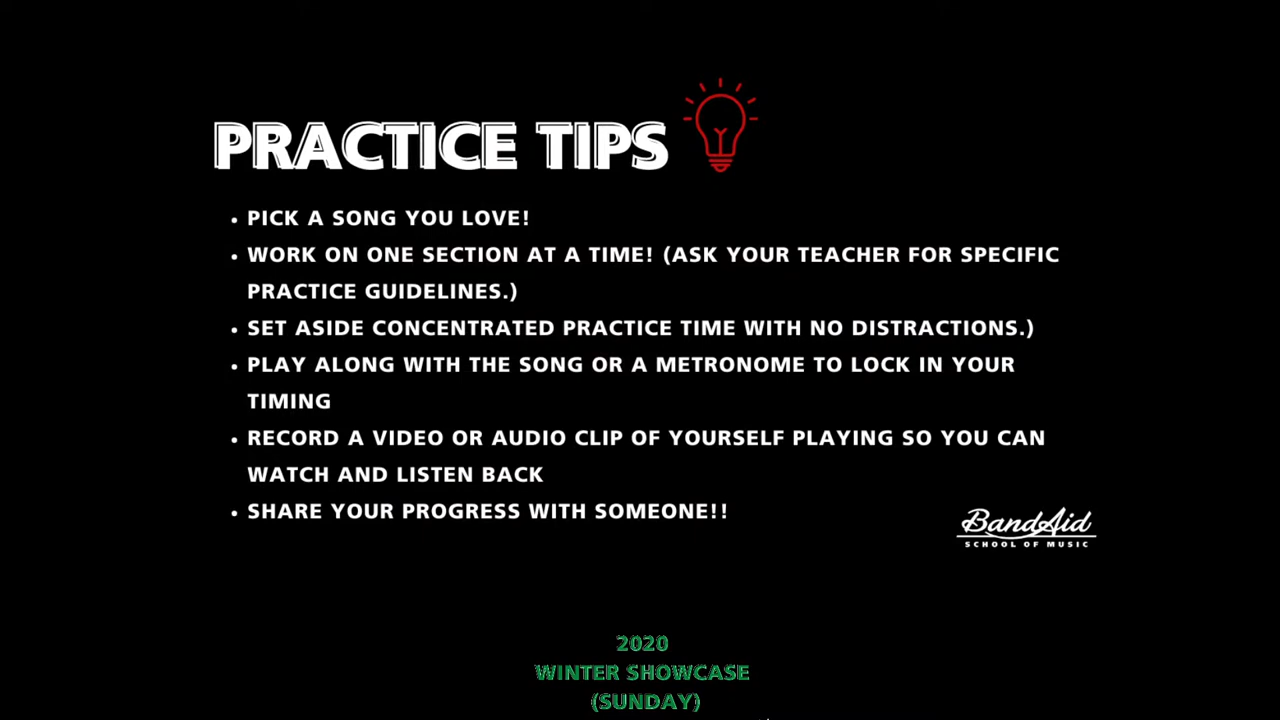 PRACTICE TIPS
• PICK A SONG YOU LOVE!
• WORK ON ONE SECTION AT A TIME! (ASK YOUR TEACHER FOR SPECIFIC
PRACTICE GUIDELINES.)
• SET ASIDE CONCENTRATED PRACTICE TIME WITH NO DISTRACTIONS.)
• PLAY ALONG WITH THE SONG OR A METRONOME TO LOCK IN YOUR
TIMING
• RECORD A VIDEO OR AUDIO CLIP OF YOURSELF PLAYING SO YOU CAN
WATCH AND LISTEN BACK
• SHARE YOUR PROGRESS WITH SOMEONE!!
BandAid
SCHOOL OF MUSIC
2020
WINTER SHOWCASE
(SUNDAY)